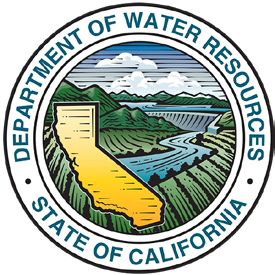 DEPARTMENT OF WATER RESOURCES
• STATE OF CALIFORNIA •